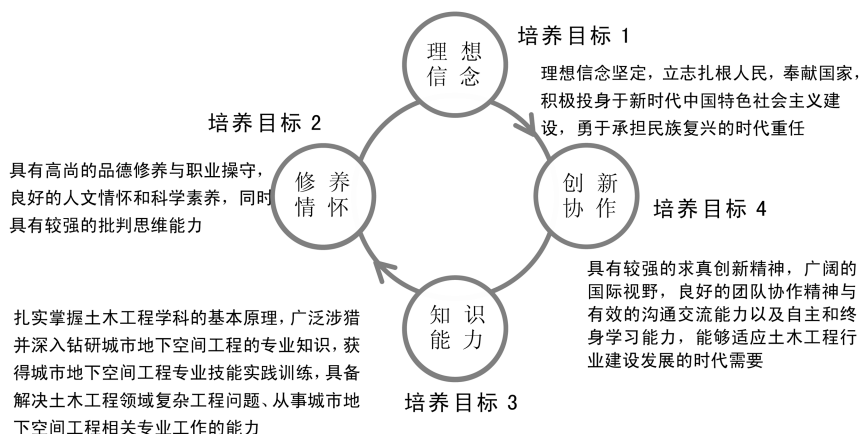 理想
信念
培养目标 1
理想信念坚定，立志扎根人民，奉献国家，
积极投身于新时代中国特色社会主义建
设，勇于承担民族复兴的时代重任
培养目标 2
修养
情怀
具有高尚的品德修养与职业操守，
良好的人文情怀和科学素养，同时
具有较强的批判思维能力
创新
协作
培养目标 4
具有较强的求真创新精神，广阔的
国际视野，良好的团队协作精神与
有效的沟通交流能力以及自主和终
身学习能力，能够适应土木工程行
业建设发展的时代需要
知识
能力
培养目标 3
扎实掌握土木工程学科的基本原理，广泛涉猎
并深入钻研城市地下空间工程的专业知识，获
得城市地下空间工程专业技能实践训练，具备
解决土木工程领域复杂工程问题、从事城市地
下空间工程相关专业工作的能力